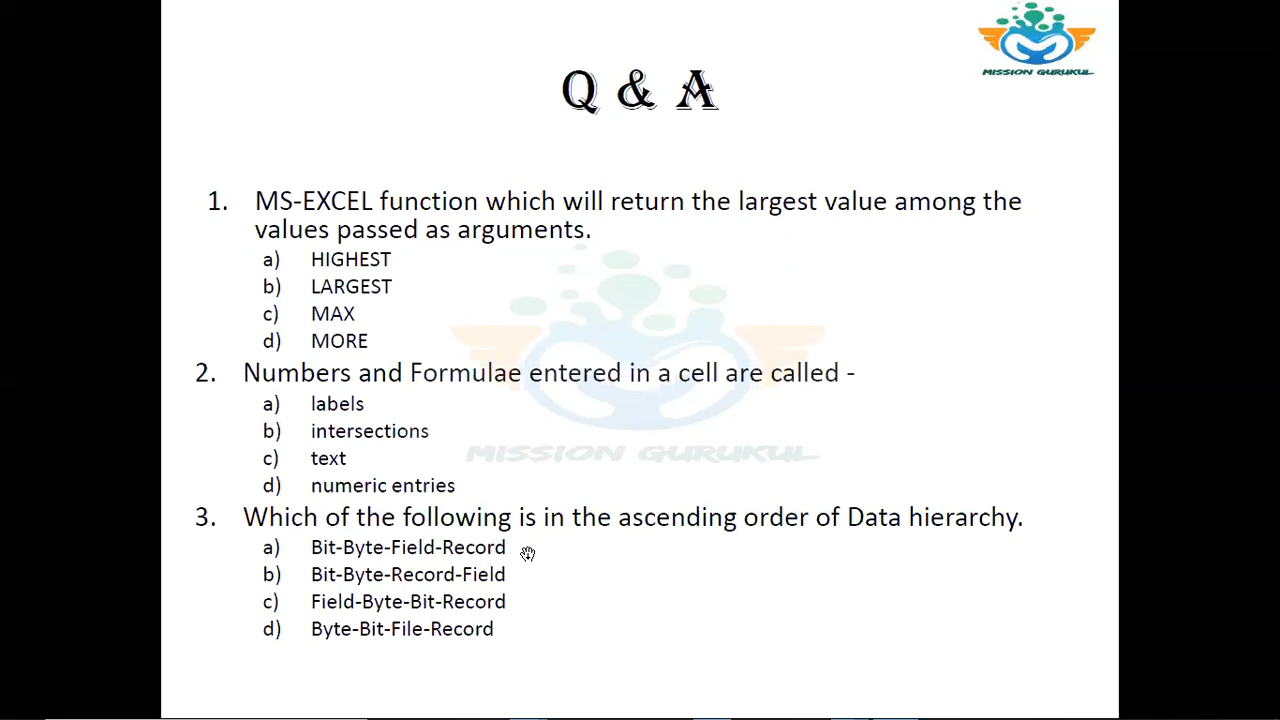 MISSION GURUKUL
Q & A
1. MS-EXCEL function which will return the largest value among the
values passed as arguments.
a) HIGHEST
b) LARGEST
c) MAX
d) MORE
2. Numbers and Formulae entered in a cell are called -
a) labels
b) intersections
c) text
d) numeric entries
MISSION GURUKUL
3. Which of the following is in the ascending order of Data hierarchy.
a) Bit-Byte-Field-Record
b) Bit-Byte-Record-Field
c) Field-Byte-Bit-Record
d) Byte-Bit-File-Record